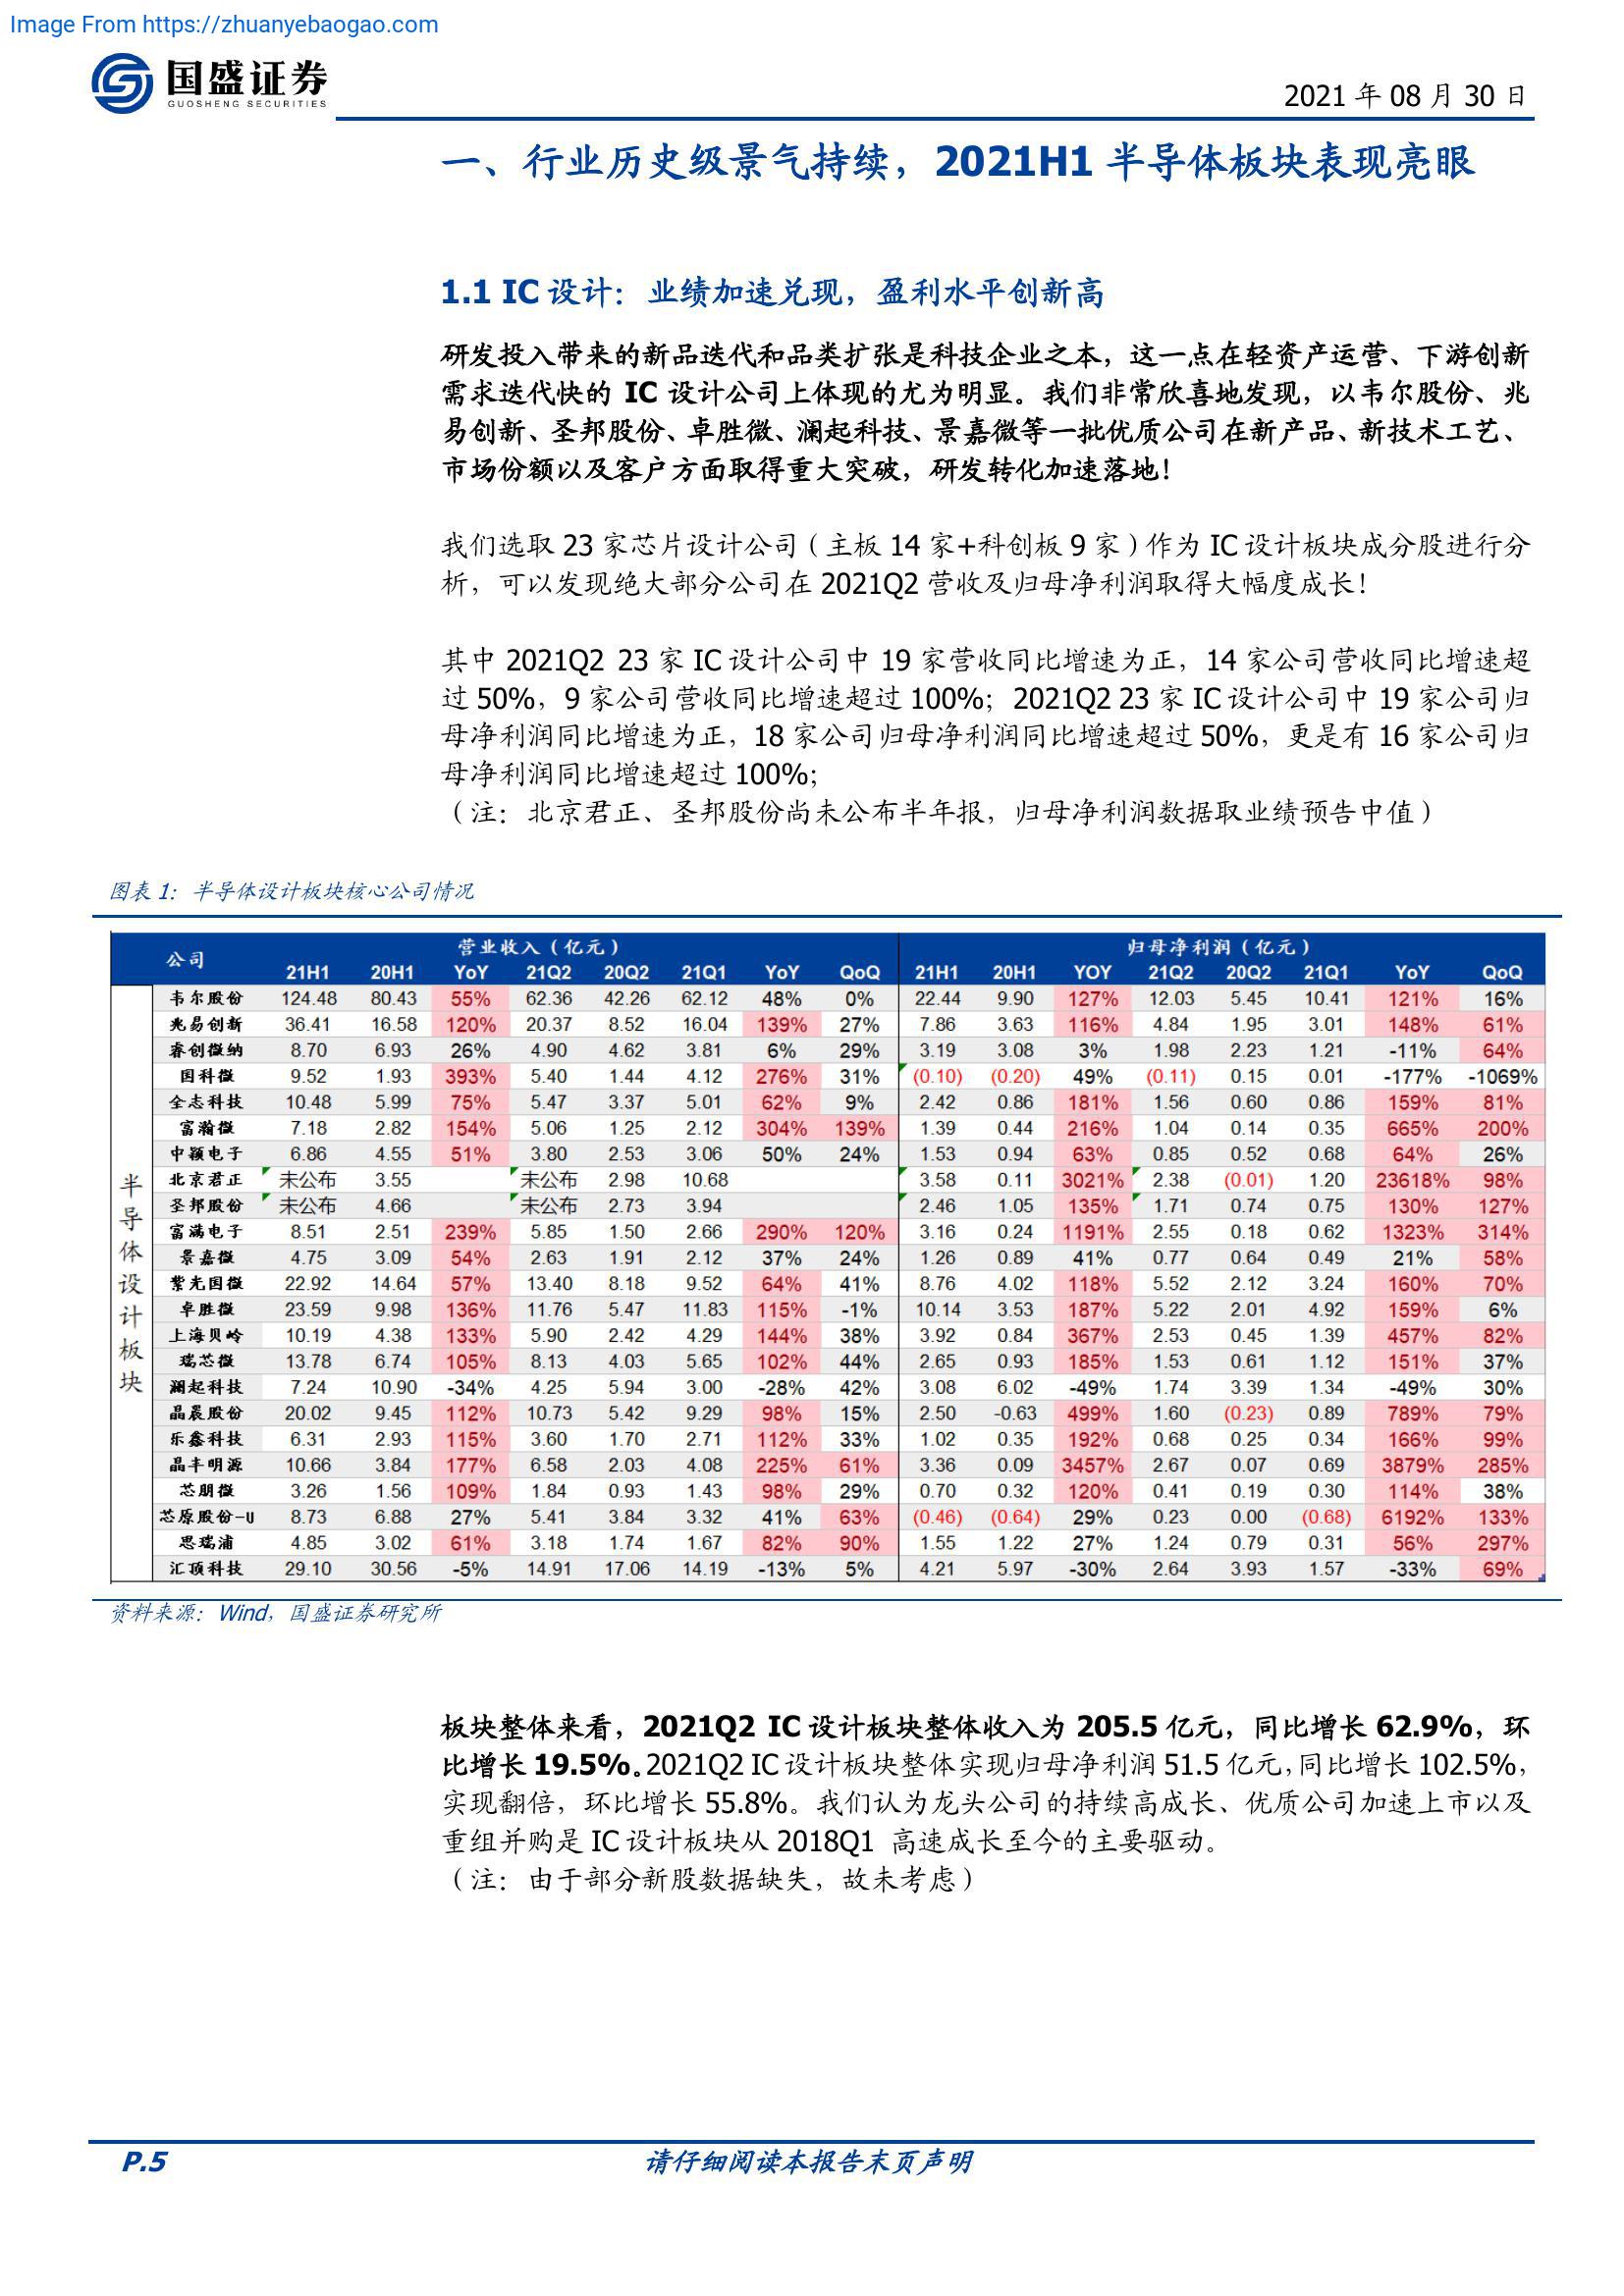 Image From https://zhuanyebaogao.com
国盛证券
GUOSHENG SECURITIES
2021 年 08 月 30 日
一、行业历史级景气持续，2021H1 半导体板块表现亮眼
1.1 IC 设计：业绩加速兑现，盈利水平创新高
研发投入带来的新品迭代和品类扩张是科技企业之本，这一点在轻资产运营、下游创新
需求迭代快的 IC 设计公司上体现的尤为明显。我们非常欣喜地发现，以韦尔股份、兆
易创新、圣邦股份、卓胜微、澜起科技、景嘉微等一批优质公司在新产品、新技术工艺、
市场份额以及客户方面取得重大突破，研发转化加速落地！
我们选取 23 家芯片设计公司（主板 14 家+科创板 9 家）作为 IC 设计板块成分股进行分
析，可以发现绝大部分公司在 2021Q2 营收及归母净利润取得大幅度成长！
其中 2021Q2 23 家 IC 设计公司中 19 家营收同比增速为正，14 家公司营收同比增速超
过 50%，9 家公司营收同比增速超过 100%；2021Q2 23 家 IC 设计公司中 19 家公司归
母净利润同比增速为正，18 家公司归母净利润同比增速超过 50%，更是有 16 家公司归
母净利润同比增速超过 100%；
（注：北京君正、圣邦股份尚未公布半年报，归母净利润数据取业绩预告中值）
图表 1：半导体设计板块核心公司情况
公司 营业收入（亿元） 归母净利润（亿元）
21H1 20H1 YoY 21Q2 20Q2 21Q1 YoY QoQ 21H1 20H1 YOY 21Q2 20Q2 21Q1 YoY QoQ
半导体设计板块
韦尔股份 124.48 80.43 55% 62.36 42.26 62.12 48% 0% 22.44 9.90 127% 12.03 5.45 10.41 121% 16%
兆易创新 36.41 16.58 120% 20.37 8.52 16.04 139% 27% 7.86 3.63 116% 4.84 1.95 3.01 148% 61%
睿创微纳 8.70 6.93 26% 4.90 4.62 3.81 6% 29% 3.19 3.08 3% 1.98 2.23 1.21 -11% 64%
国科微 9.52 1.93 393% 5.40 1.44 4.12 276% 31% (0.10) (0.20) 49% (0.11) 0.15 0.01 -177% -1069%
全志科技 10.48 5.99 75% 5.47 3.37 5.01 62% 9% 2.42 0.86 181% 1.56 0.60 0.86 159% 81%
富瀚微 7.18 2.82 154% 5.06 1.25 2.12 304% 139% 1.39 0.44 216% 1.04 0.14 0.35 665% 200%
中颖电子 6.86 4.55 51% 3.80 2.53 3.06 50% 24% 1.53 0.94 63% 0.85 0.52 0.68 64% 26%
北京君正 未公布 3.55 未公布 2.98 10.68 3.58 0.11 3021% 2.38 (0.01) 1.20 23618% 98%
圣邦股份 未公布 4.66 未公布 2.73 3.94 2.46 1.05 135% 1.71 0.74 0.75 130% 127%
富满电子 8.51 2.51 239% 5.85 1.50 2.66 290% 120% 3.16 0.24 1191% 2.55 0.18 0.62 1323% 314%
景嘉微 4.75 3.09 54% 2.63 1.91 2.12 37% 24% 1.26 0.89 41% 0.77 0.64 0.49 21% 58%
紫光国微 22.92 14.64 57% 13.40 8.18 9.52 64% 41% 8.76 4.02 118% 5.52 2.12 3.24 160% 70%
卓胜微 23.59 9.98 136% 11.76 5.47 11.83 115% -1% 10.14 3.53 187% 5.22 2.01 4.92 159% 6%
上海贝岭 10.19 4.38 133% 5.90 2.42 4.29 144% 38% 3.92 0.84 367% 2.53 0.45 1.39 457% 82%
瑞芯微 13.78 6.74 105% 8.13 4.03 5.65 102% 44% 2.65 0.93 185% 1.53 0.61 1.12 151% 37%
澜起科技 7.24 10.90 -34% 4.25 5.94 3.00 -28% 42% 3.08 6.02 -49% 1.74 3.39 1.34 -49% 30%
晶晨股份 20.02 9.45 112% 10.73 5.42 9.29 98% 15% 2.50 -0.63 499% 1.60 (0.23) 0.89 789% 79%
乐鑫科技 6.31 2.93 115% 3.60 1.70 2.71 112% 33% 1.02 0.35 192% 0.68 0.25 0.34 166% 99%
晶丰明源 10.66 3.84 177% 6.58 2.03 4.08 225% 61% 3.36 0.09 3457% 2.67 0.07 0.69 3879% 285%
芯朋微 3.26 1.56 109% 1.84 0.93 1.43 98% 29% 0.70 0.32 120% 0.41 0.19 0.30 114% 38%
芯原股份-U 8.73 6.88 27% 5.41 3.84 3.32 41% 63% (0.46) (0.64) 29% 0.23 0.00 (0.68) 6192% 133%
思瑞浦 4.85 3.02 61% 3.18 1.74 1.67 82% 90% 1.55 1.22 27% 1.24 0.79 0.31 56% 297%
汇顶科技 29.10 30.56 -5% 14.91 17.06 14.19 -13% 5% 4.21 5.97 -30% 2.64 3.93 1.57 -33% 69%
资料来源：Wind，国盛证券研究所
板块整体来看，2021Q2 IC 设计板块整体收入为 205.5 亿元，同比增长 62.9%，环
比增长 19.5%。2021Q2 IC 设计板块整体实现归母净利润 51.5 亿元，同比增长 102.5%，
实现翻倍，环比增长 55.8%。我们认为龙头公司的持续高成长、优质公司加速上市以及
重组并购是 IC 设计板块从 2018Q1 高速成长至今的主要驱动。
（注：由于部分新股数据缺失，故未考虑）
P.5
请仔细阅读本报告末页声明